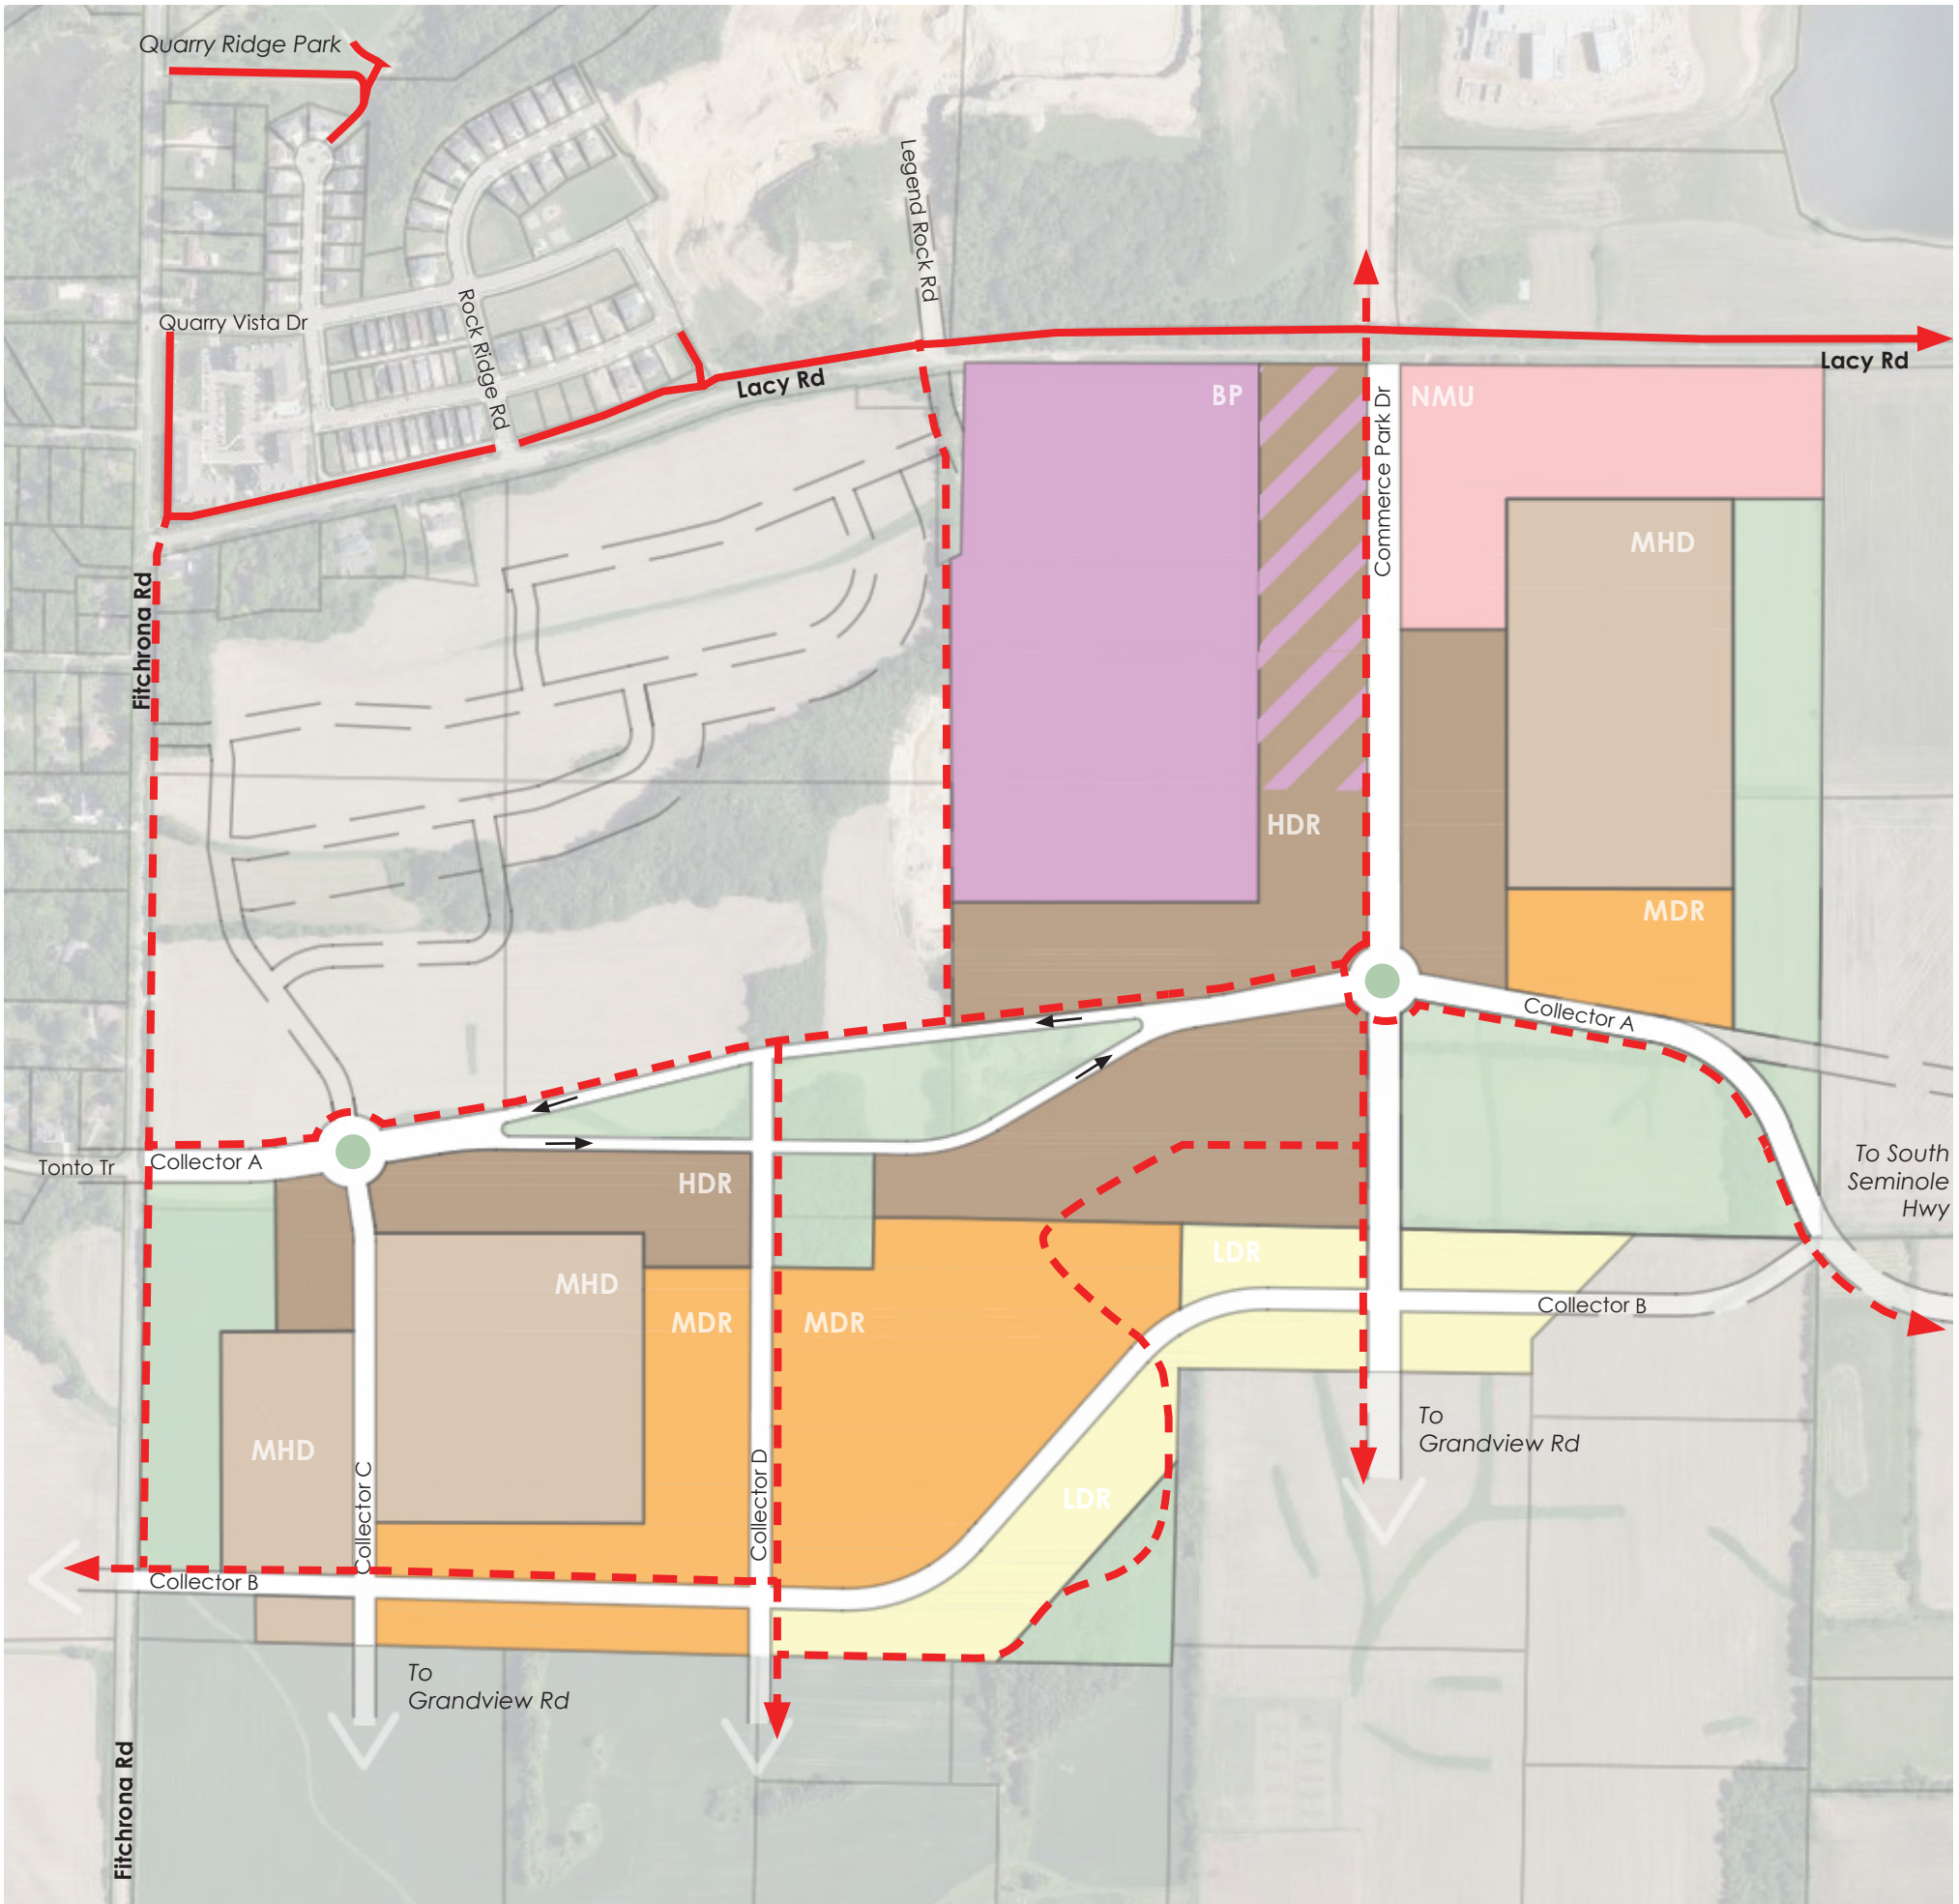 Quarry Ridge Park
Legend Rock Rd
Quarry Vista Dr
Rock Ridge Rd
Lacy Rd
Lacy Rd
BP
Commerce Park Dr
NMU
MHD
Fitchrona Rd
HDR
MDR
Collector A
Tonto Tr
Collector A
To South
Seminole
Hwy
HDR
LDR
MHD
MDR
MDR
Collector B
To
Grandview Rd
MHD
Collector C
Collector D
LDR
Collector B
To
Grandview Rd
Fitchrona Rd